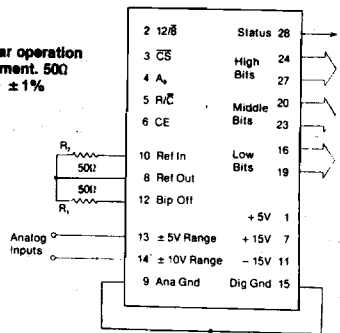 ar operation
ment. 50Ω
±1%
2 12/8̅
3 C̅S̅
4 Aₒ
5 R/C̅
6 CE
10 Ref In
8 Ref Out
12 Bip Off
13 ± 5V Range
14 ± 10V Range
9 Ana Gnd
Status 28
High Bits 24
27
Middle Bits 20
23
Low Bits 16
19
+ 5V 1
+ 15V 7
− 15V 11
Dig Gnd 15
50Ω
50Ω
Analog
Inputs